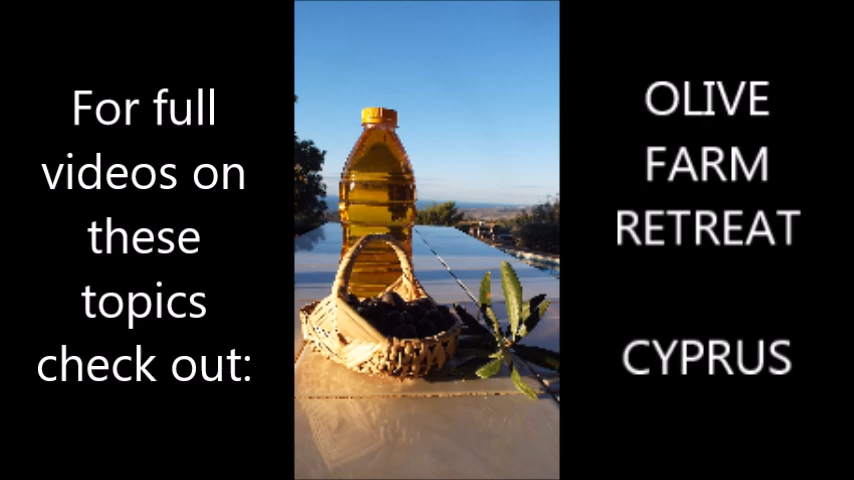 For full
videos on
these
topics
check out:
OLIVE
FARM
RETREAT
CYPRUS